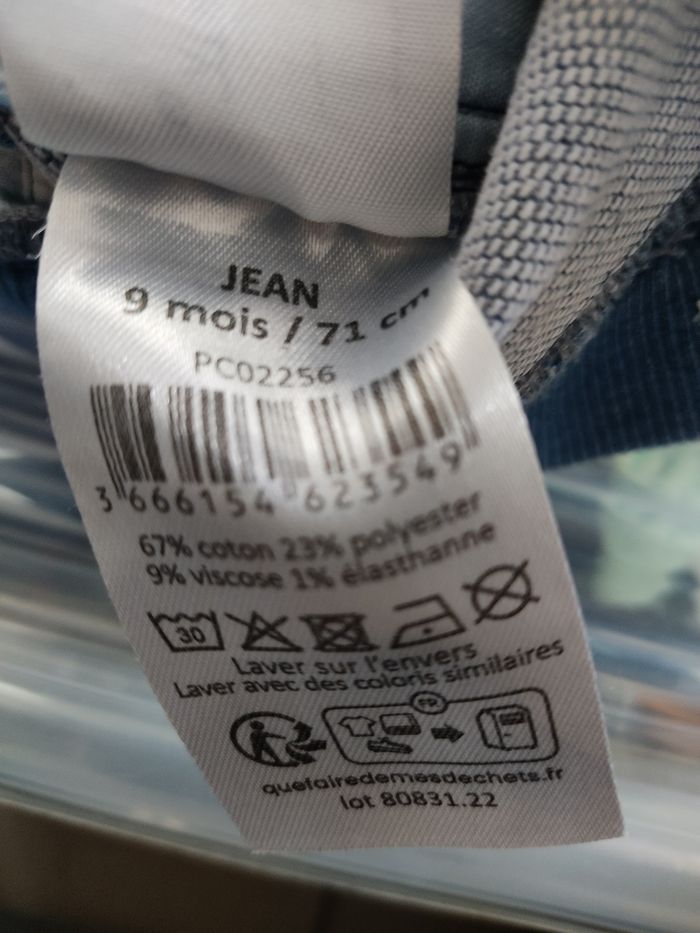 JEAN
9 mois / 71 cm
PC02256
3 666154 623549
67% coton 23% polyester
9% viscose 1% élasthanne
30
Laver sur l'envers
Laver avec des coloris similaires
FR
quefairedemesdechets.fr
lot 80831.22